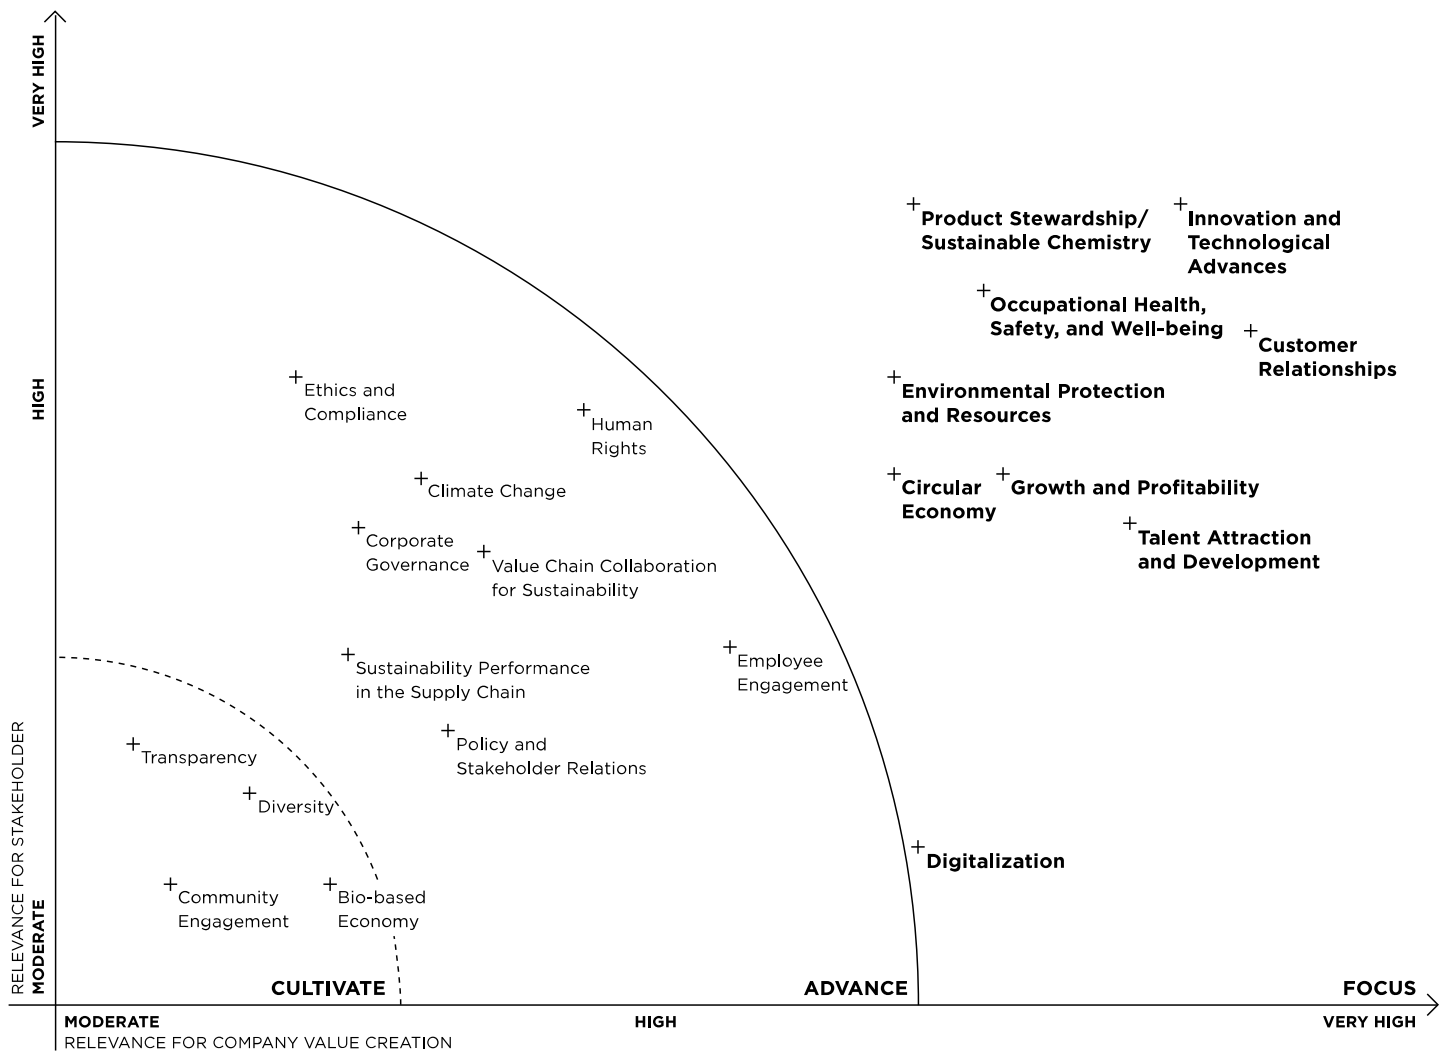 VERY HIGH
HIGH
MODERATE
RELEVANCE FOR STAKEHOLDER
Product Stewardship/
Sustainable Chemistry
Innovation and
Technological
Advances
Occupational Health,
Safety, and Well-being
Customer
Relationships
Environmental Protection
and Resources
Ethics and
Compliance
Human
Rights
Climate Change
Circular
Economy
Growth and Profitability
Talent Attraction
and Development
Corporate
Governance
Value Chain Collaboration
for Sustainability
Sustainability Performance
in the Supply Chain
Employee
Engagement
Policy and
Stakeholder Relations
Transparency
Diversity
Digitalization
Community
Engagement
Bio-based
Economy
CULTIVATE
ADVANCE
FOCUS
MODERATE
HIGH
VERY HIGH
RELEVANCE FOR COMPANY VALUE CREATION